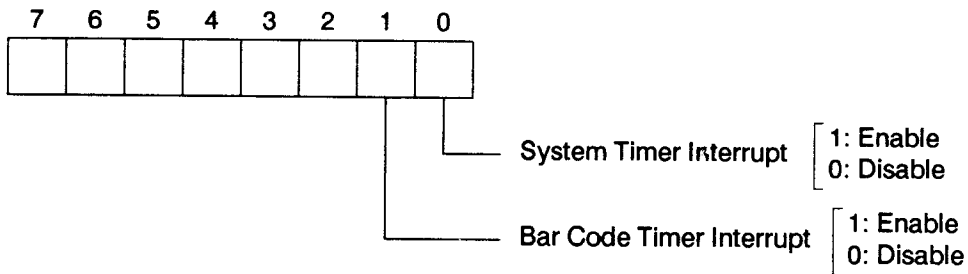 7 6 5 4 3 2 1 0
System Timer Interrupt
1: Enable
0: Disable
Bar Code Timer Interrupt
1: Enable
0: Disable